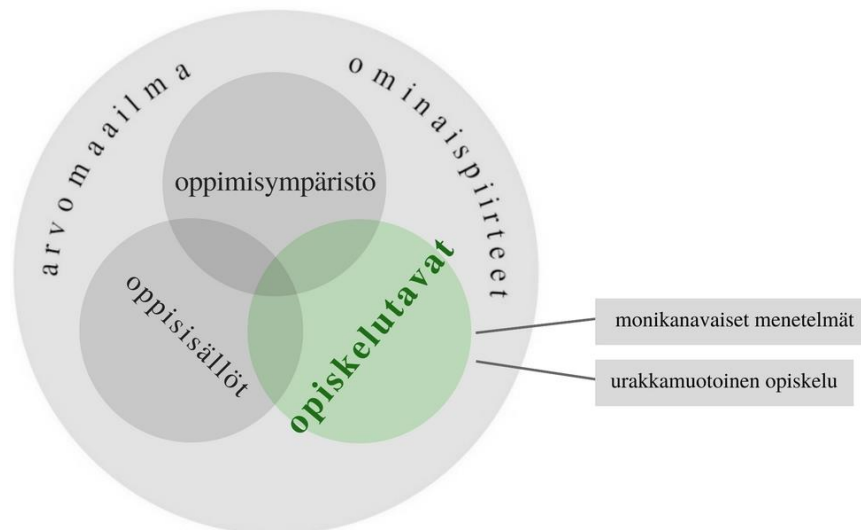 arvomaailma
ominaispiirteet
oppimisympäristö
oppisisällöt
opiskelutavat
monikanavaiset menetelmät
urakkamuotoinen opiskelu